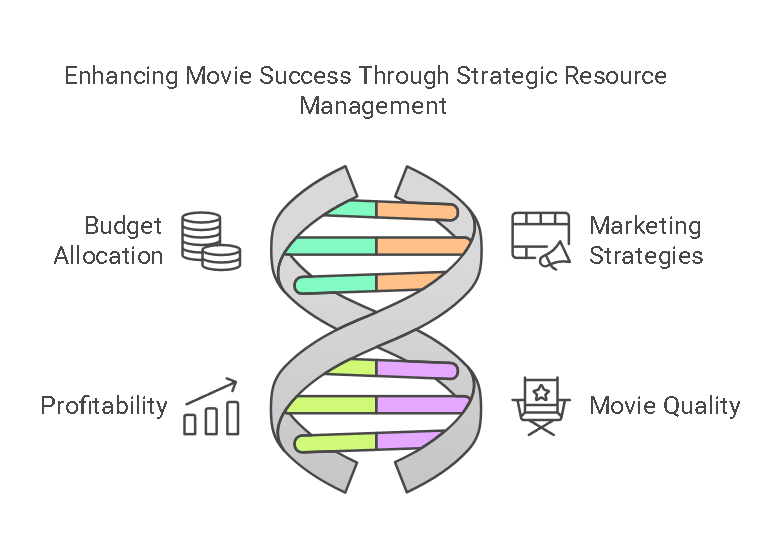 Enhancing Movie Success Through Strategic Resource
Management
Budget
Allocation
Marketing
Strategies
Profitability
Movie Quality